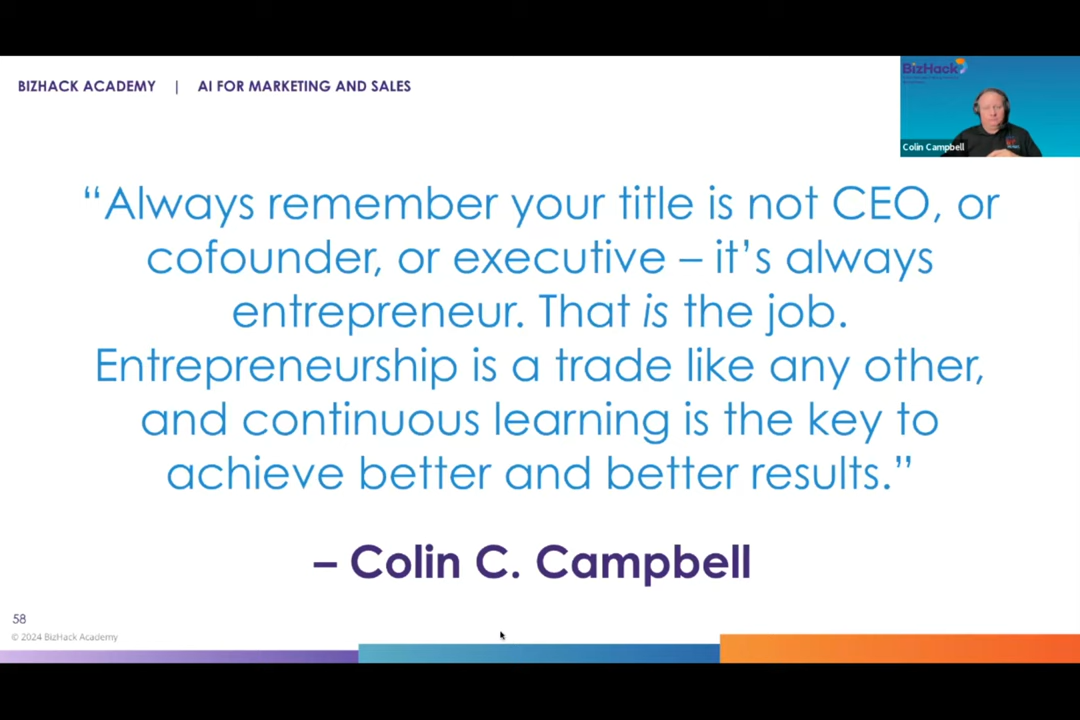 BIZHACK ACADEMY | AI FOR MARKETING AND SALES
BizHack
Colin Campbell
“Always remember your title is not CEO, or
cofounder, or executive – it’s always
entrepreneur. That is the job.
Entrepreneurship is a trade like any other,
and continuous learning is the key to
achieve better and better results.”
– Colin C. Campbell
58
© 2024 BizHack Academy